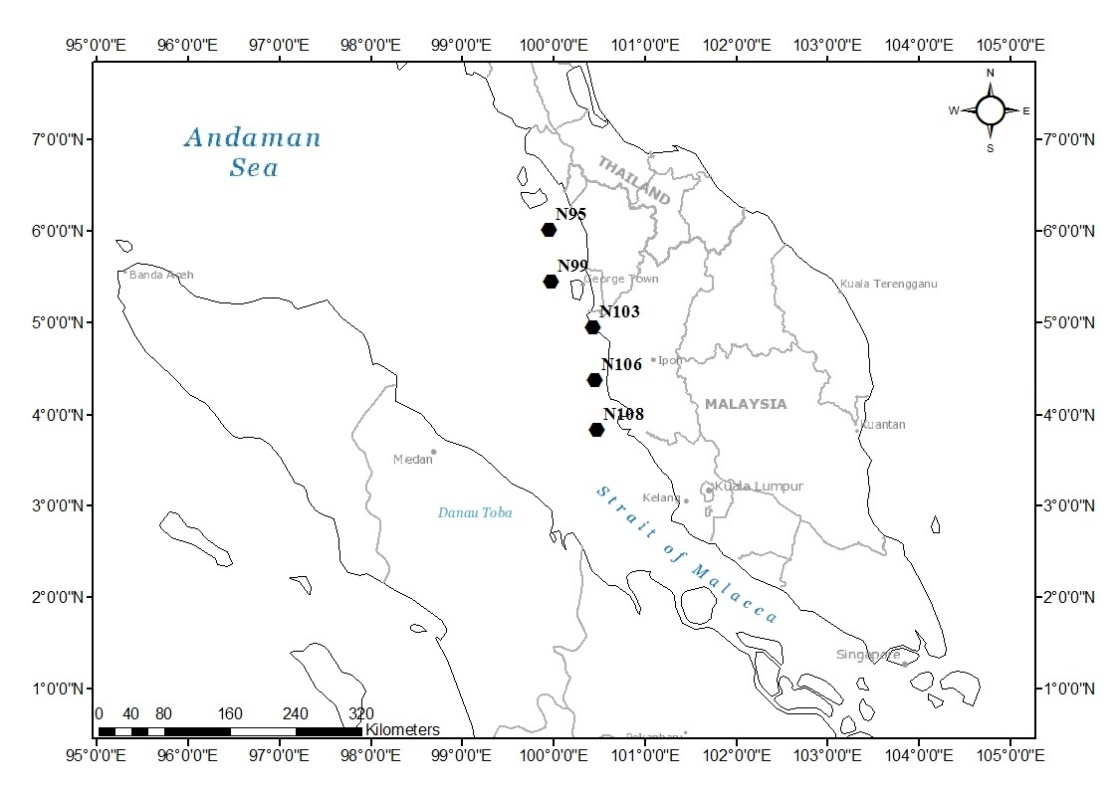 95°0'0"E 96°0'0"E 97°0'0"E 98°0'0"E 99°0'0"E 100°0'0"E 101°0'0"E 102°0'0"E 103°0'0"E 104°0'0"E 105°0'0"E
N
W E
S
Andaman
Sea
7°0'0"N 7°0'0"N
THAILAND
N95
6°0'0"N 6°0'0"N
N99
Banda Aceh
George Town
Kuala Terengganu
N103
5°0'0"N 5°0'0"N
N106
Ipoh
MALAYSIA
N108
4°0'0"N 4°0'0"N
Kuantan
Medan
Kuala Lumpur
Kelang
3°0'0"N 3°0'0"N
Danau Toba
Strait of Malacca
2°0'0"N 2°0'0"N
Singapore
1°0'0"N 1°0'0"N
0 40 80 160 240 320
Kilometers
95°0'0"E 96°0'0"E 97°0'0"E 98°0'0"E 99°0'0"E 100°0'0"E 101°0'0"E 102°0'0"E 103°0'0"E 104°0'0"E 105°0'0"E